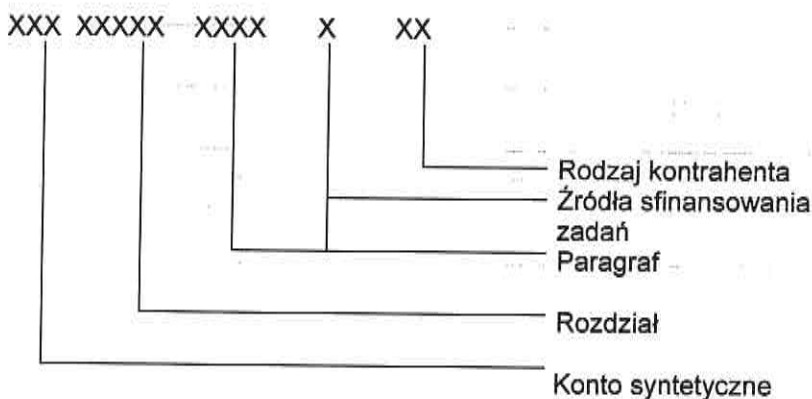 XXX XXXXX XXXX X XX
Rodzaj kontrahenta
Źródła sfinansowania
zadań
Paragraf
Rozdział
Konto syntetyczne